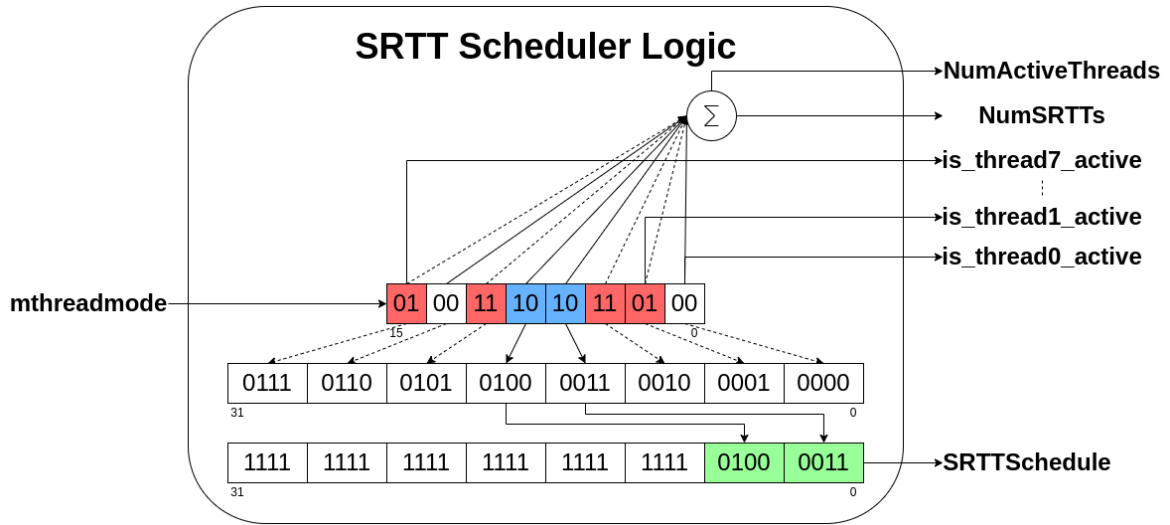 SRTT Scheduler Logic
NumActiveThreads
∑
NumSRTTs
is_thread7_active
is_thread1_active
is_thread0_active
mthreadmode
01 00 11 10 10 11 01 00
15 0
0111 0110 0101 0100 0011 0010 0001 0000
31 0
1111 1111 1111 1111 1111 1111 0100 0011
SRTTSchedule
31 0